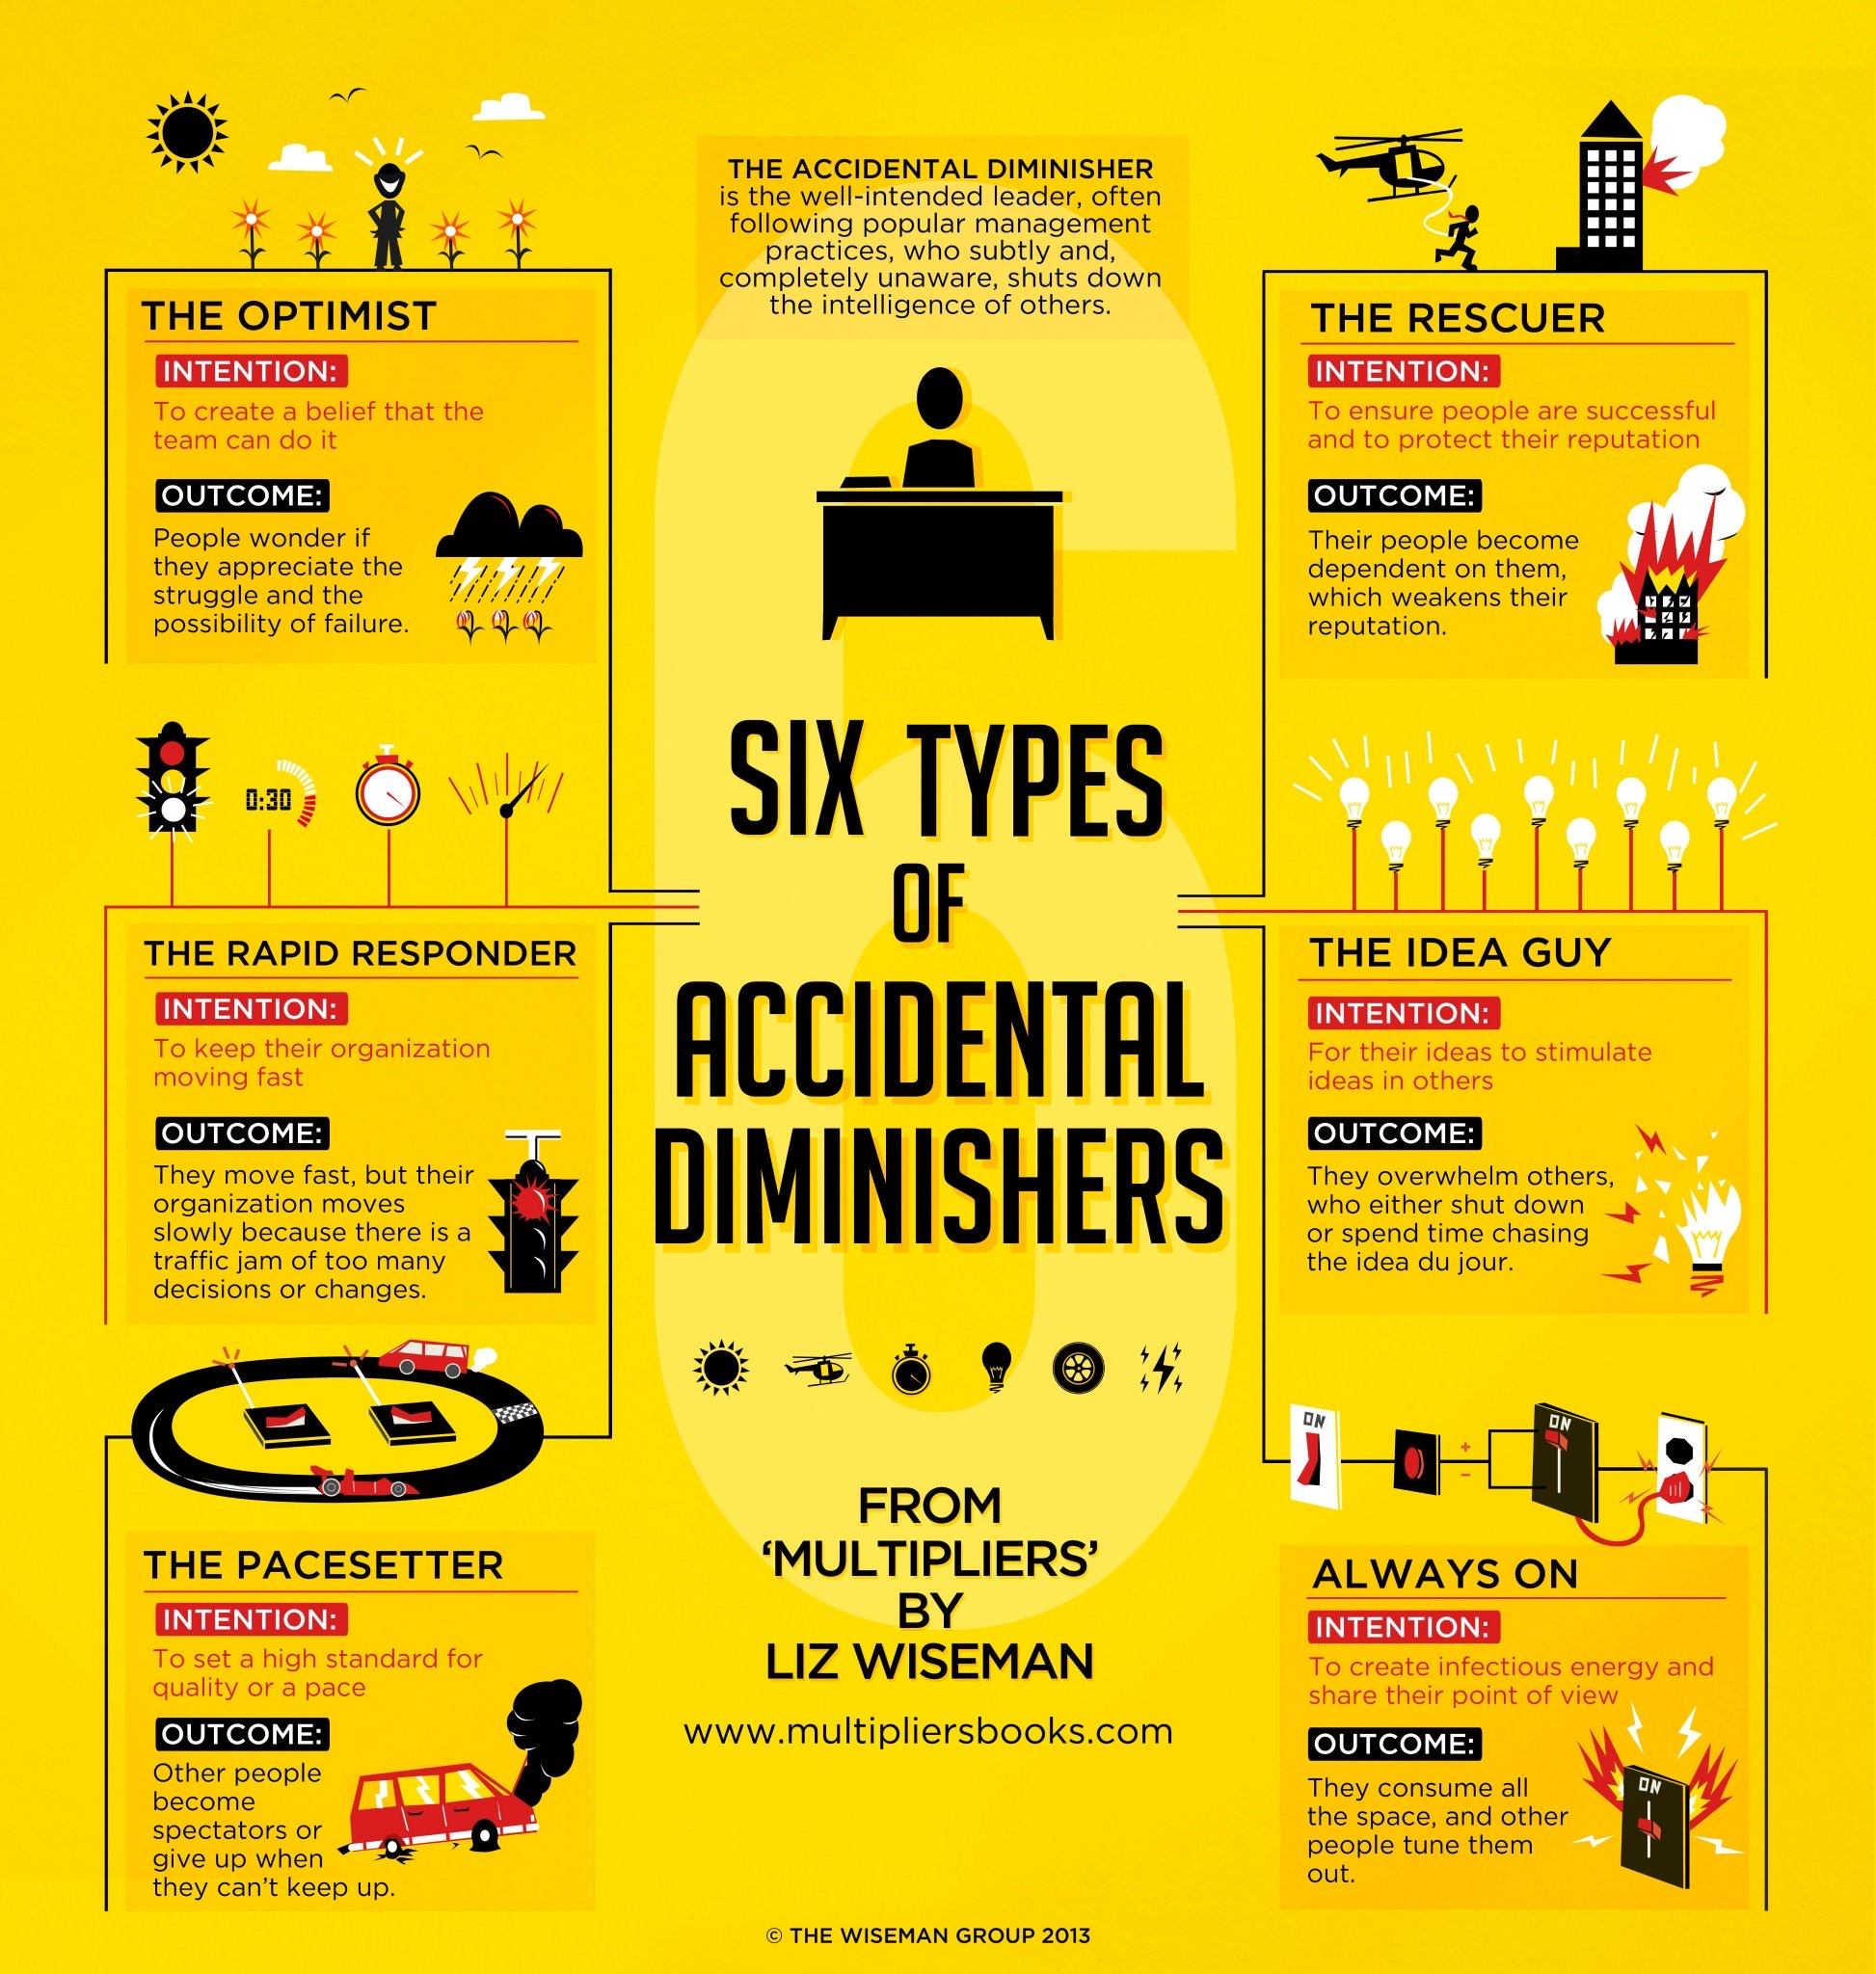 THE ACCIDENTAL DIMINISHER
is the well-intended leader, often
following popular management
practices, who subtly and,
completely unaware, shuts down
the intelligence of others.
SIX TYPES
OF
ACCIDENTAL
DIMINISHERS
THE OPTIMIST
INTENTION:
To create a belief that the
team can do it
OUTCOME:
People wonder if
they appreciate the
struggle and the
possibility of failure.
THE RESCUER
INTENTION:
To ensure people are successful
and to protect their reputation
OUTCOME:
Their people become
dependent on them,
which weakens their
reputation.
0:30
THE RAPID RESPONDER
INTENTION:
To keep their organization
moving fast
OUTCOME:
They move fast, but their
organization moves
slowly because there is a
traffic jam of too many
decisions or changes.
THE IDEA GUY
INTENTION:
For their ideas to stimulate
ideas in others
OUTCOME:
They overwhelm others,
who either shut down
or spend time chasing
the idea du jour.
THE PACESETTER
INTENTION:
To set a high standard for
quality or a pace
OUTCOME:
Other people
become
spectators or
give up when
they can't keep up.
ON
+
-
ON
ALWAYS ON
INTENTION:
To create infectious energy and
share their point of view
OUTCOME:
They consume all
the space, and other
people tune them
out.
ON
FROM
‘MULTIPLIERS’
BY
LIZ WISEMAN
www.multipliersbooks.com
© THE WISEMAN GROUP 2013
6